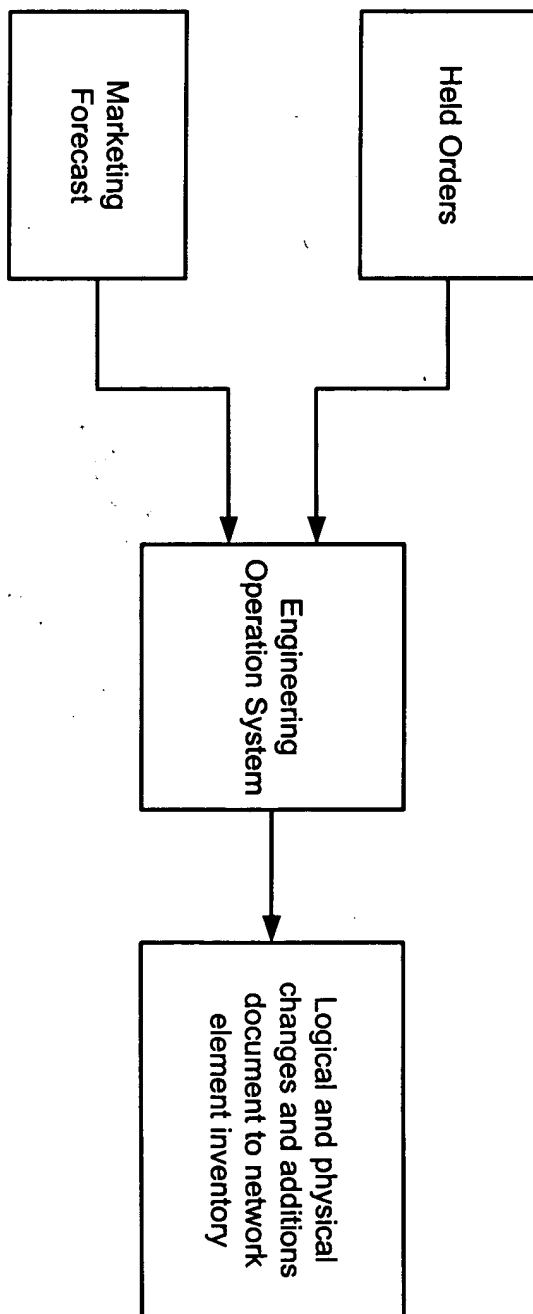 Held Orders
Marketing
Forecast
Engineering
Operation System
Logical and physical
changes and additions
document to network
element inventory